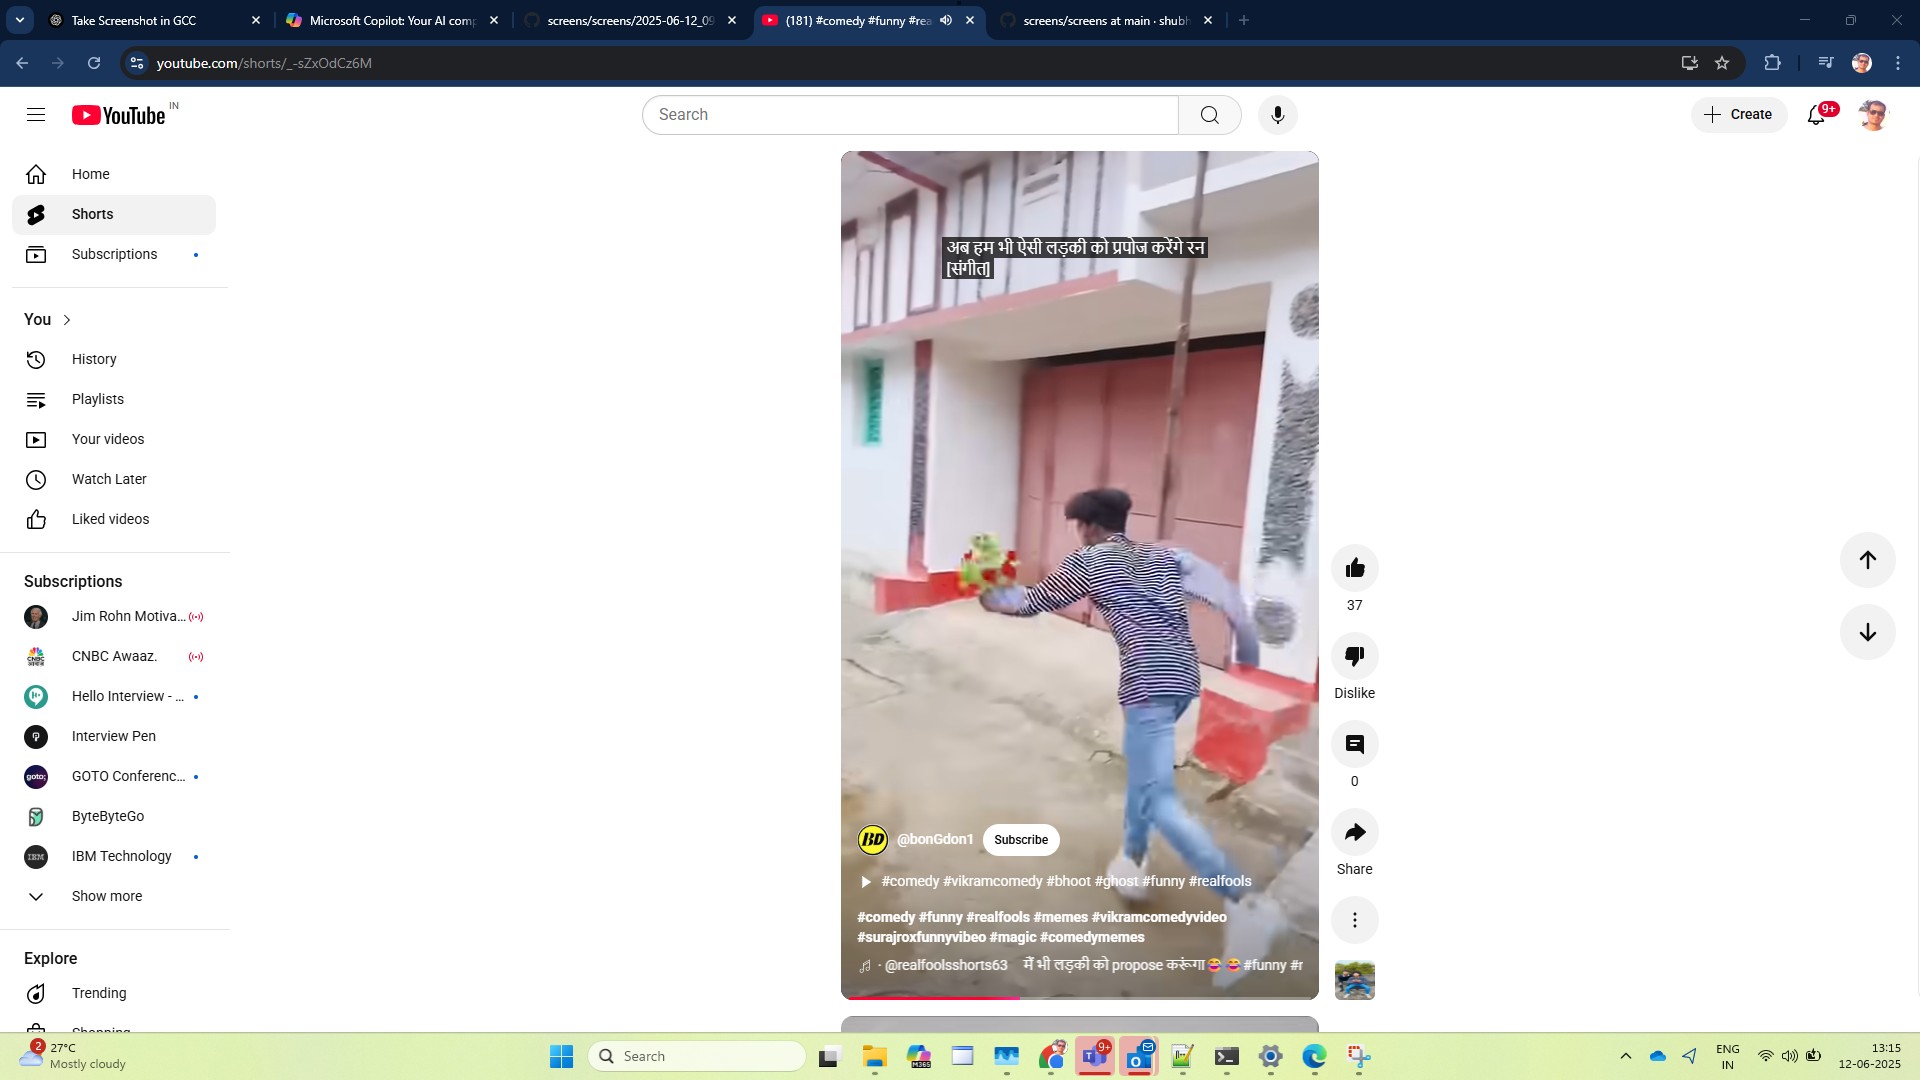 Take Screenshot in GCC
Microsoft Copilot: Your AI comp
screens/screens/2025-06-12_09
(181) #comedy #funny #rea
screens/screens at main · shubh
youtube.com/shorts/_-sZxOdCz6M
YouTube IN
Search
Create
9+
Home
Shorts
Subscriptions
You
History
Playlists
Your videos
Watch Later
Liked videos
Subscriptions
Jim Rohn Motiva...
CNBC Awaaz.
Hello Interview - ...
Interview Pen
GOTO Conferenc...
ByteByteGo
IBM Technology
Show more
Explore
Trending
Shopping
अब हम भी ऐसी लड़की को प्रपोज करेंगे रन
[संगीत]
BD @bonGdon1 Subscribe
#comedy #vikramcomedy #bhoot #ghost #funny #realfools
#comedy #funny #realfools #memes #vikramcomedyvideo
#surajroxfunnyvibeo #magic #comedymemes
· @realfoolsshorts63 मैं भी लड़की को propose करूंगा😂😂#funny #r
37
Dislike
0
Share
2
27°C
Mostly cloudy
Search
M365
9+
ENG
IN
13:15
12-06-2025